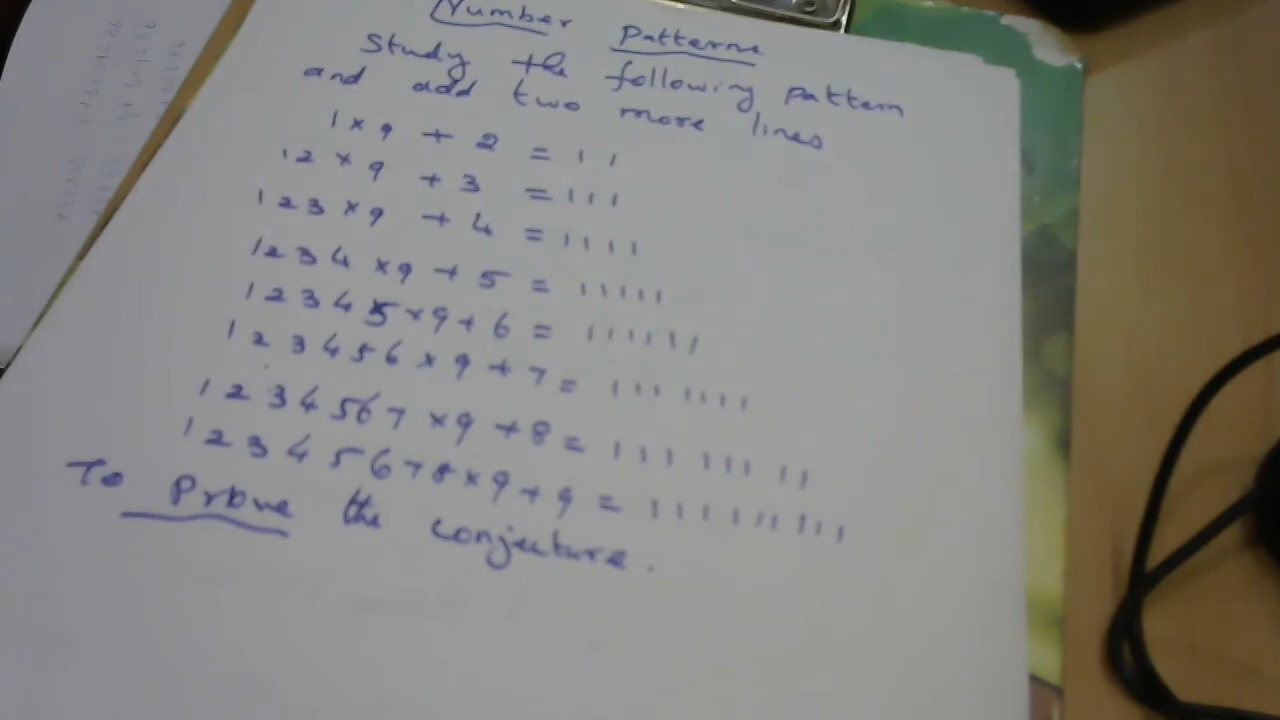 Number Patterns
Study the following pattern
and add two more lines
1 × 9 + 2 = 11
12 × 9 + 3 = 111
123 × 9 + 4 = 1111
1234 × 9 + 5 = 11111
12345 × 9 + 6 = 111111
123456 × 9 + 7 = 1111111
1234567 × 9 + 8 = 11111111
12345678 × 9 + 9 = 111111111
To Prove the conjecture.